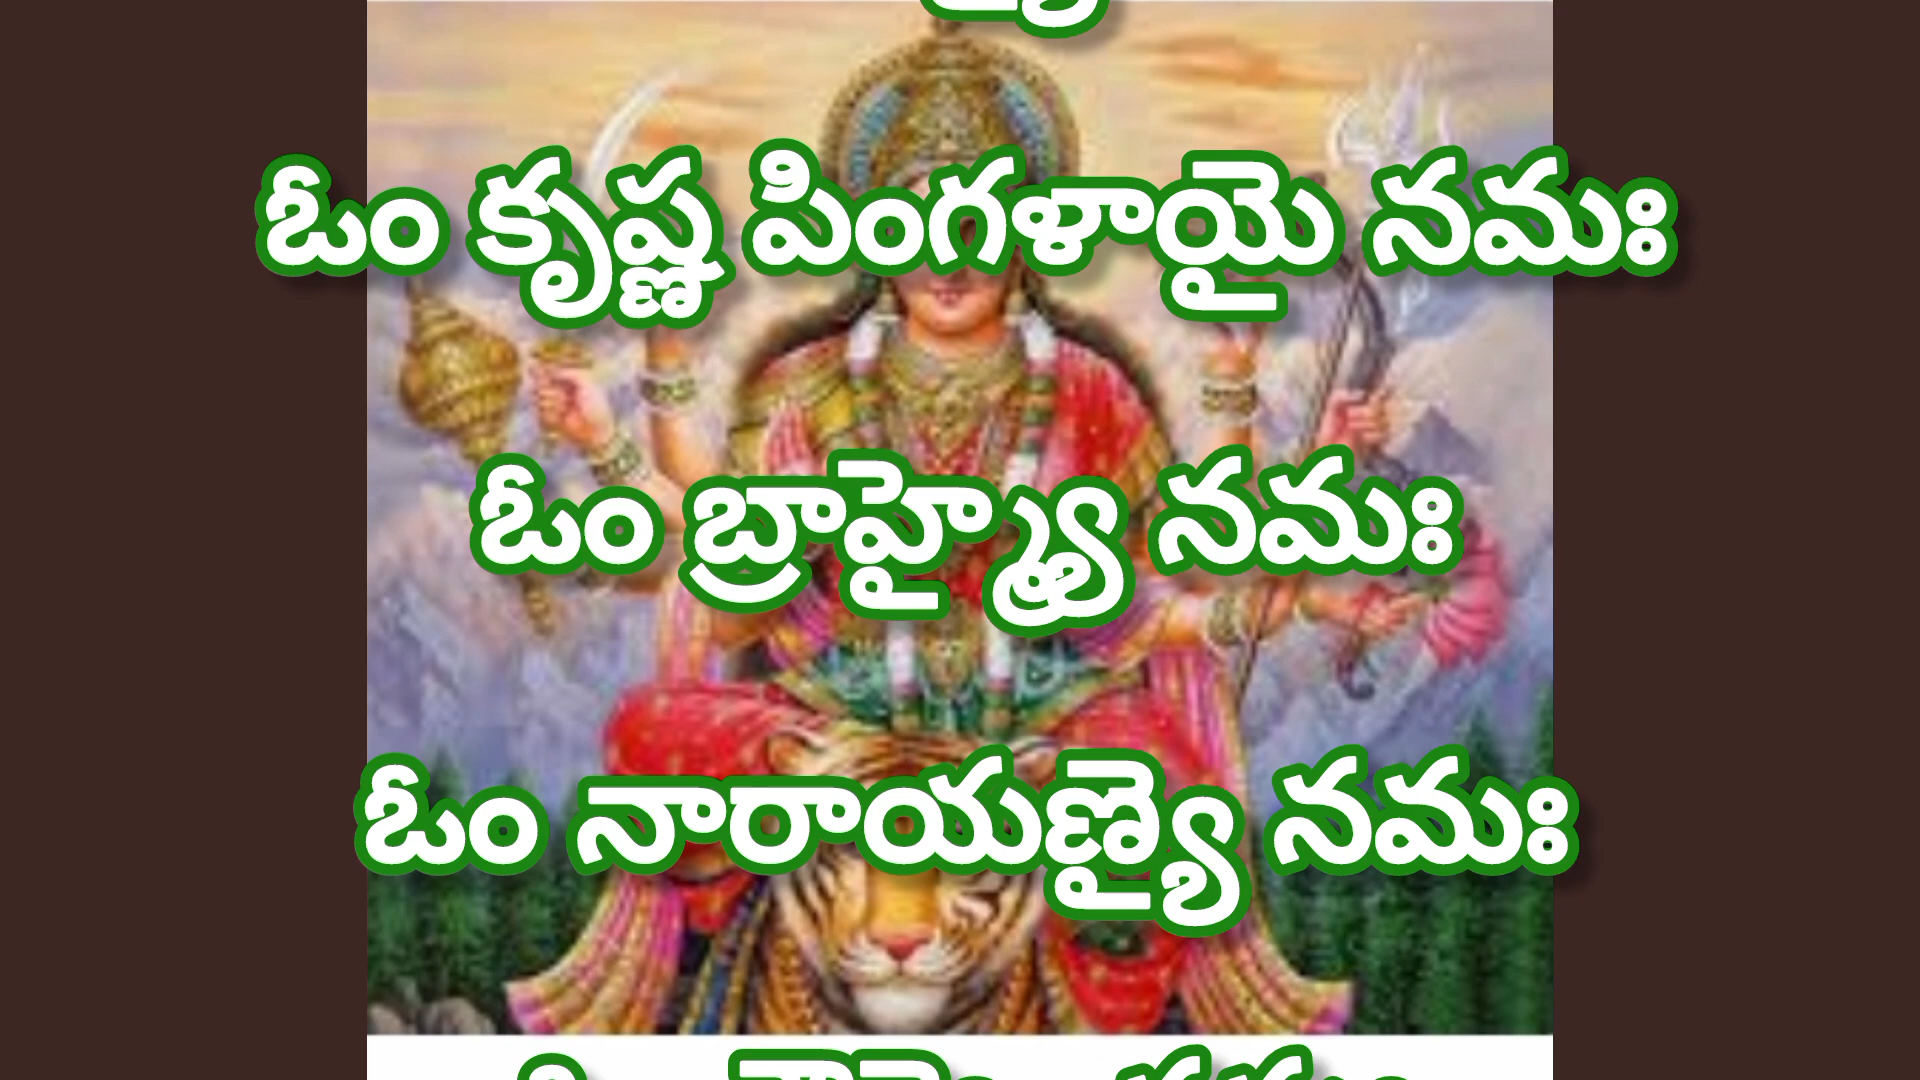 ఓం కృష్ణ పింగళాయై నమః
ఓం బ్రాహ్మ్యై నమః
ఓం నారాయణ్యై నమః